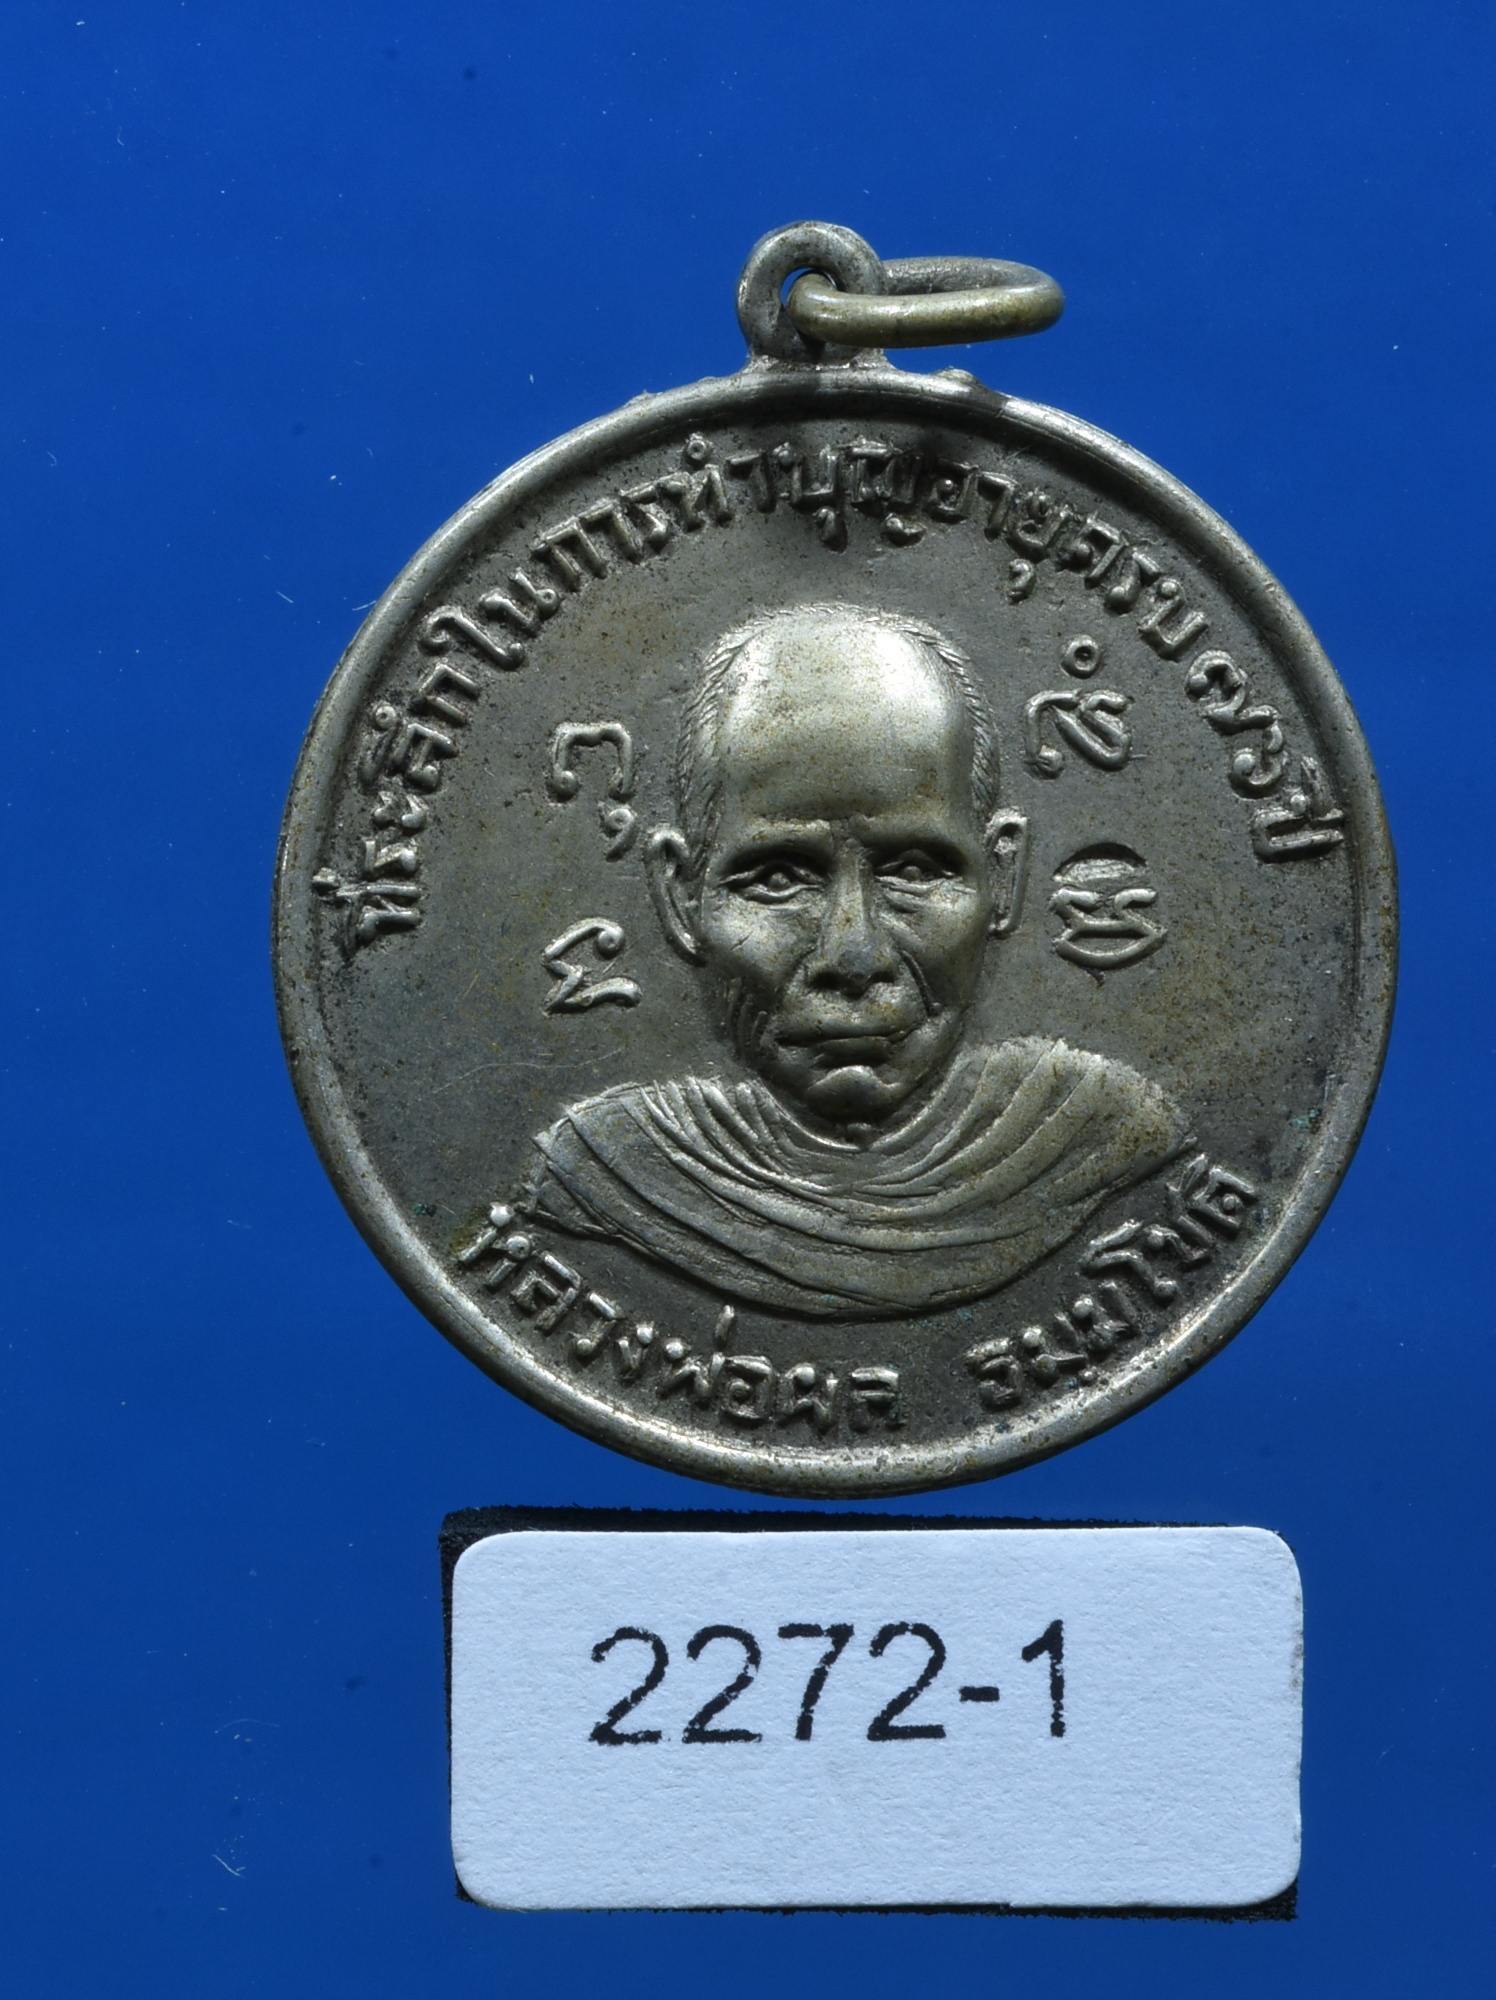 ที่ระลึกในการทำบุญอายุครบ ๗๖ ปี
หลวงพ่อผล ธมฺมโชติ
2272-1